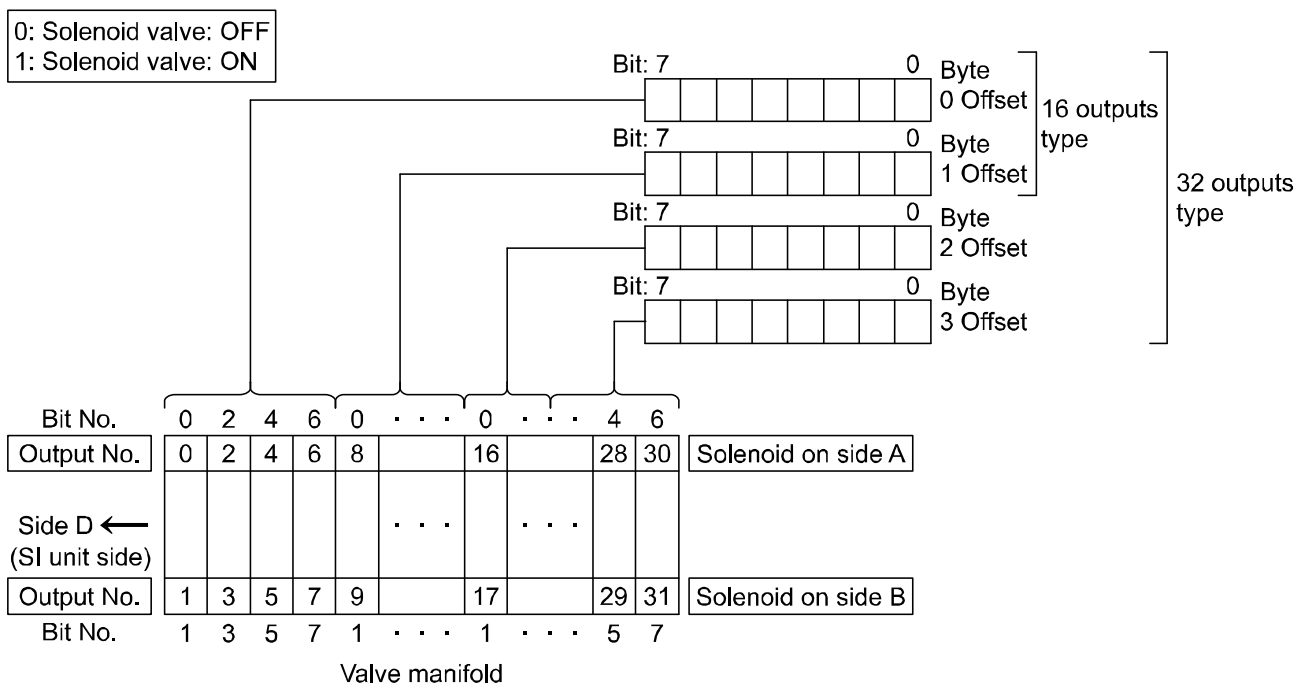 0: Solenoid valve: OFF
1: Solenoid valve: ON
Bit: 7 0 Byte
0 Offset
16 outputs
type
Bit: 7 0 Byte
1 Offset
32 outputs
type
Bit: 7 0 Byte
2 Offset
Bit: 7 0 Byte
3 Offset
Bit No. 0 2 4 6 0 · · · 0 · · · 4 6
Output No. 0 2 4 6 8 16 28 30 Solenoid on side A
Side D ← · · · · · ·
(SI unit side)
Output No. 1 3 5 7 9 17 29 31 Solenoid on side B
Bit No. 1 3 5 7 1 · · · 1 · · · 5 7
Valve manifold